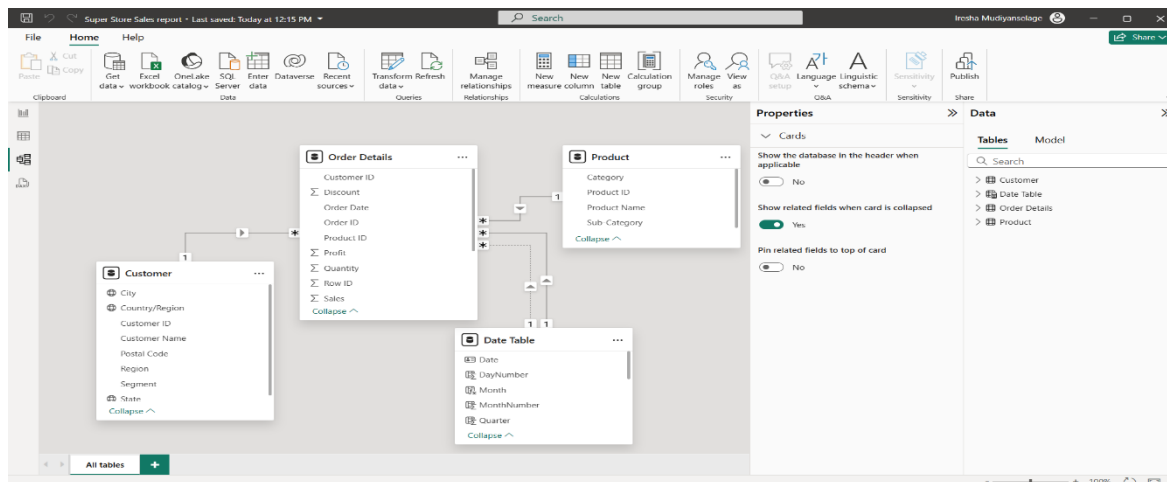 Super Store Sales report • Last saved: Today at 12:15 PM
Search
Iresha Mudiyanselage
File Home Help
Share
Paste
Cut
Copy
Clipboard
Get data
Excel workbook
OneLake catalog
SQL Server
Enter data
Dataverse
Recent sources
Data
Transform data
Refresh
Queries
Manage relationships
Relationships
New measure
New column
New table
Calculation group
Calculations
Manage roles
View as
Security
Q&A setup
Language
Linguistic schema
Q&A
Sensitivity
Sensitivity
Publish
Share
Order Details
Customer ID
Discount
Order Date
Order ID
Product ID
Profit
Quantity
Row ID
Sales
Collapse
Product
Category
Product ID
Product Name
Sub-Category
Collapse
Customer
City
Country/Region
Customer ID
Customer Name
Postal Code
Region
Segment
State
Collapse
Date Table
Date
DayNumber
Month
MonthNumber
Quarter
Collapse
1
*
1
*
*
*
1 1
Properties
Cards
Show the database in the header when
applicable
No
Show related fields when card is collapsed
Yes
Pin related fields to top of card
No
Data
Tables Model
Search
Customer
Date Table
Order Details
Product
All tables
+
100%